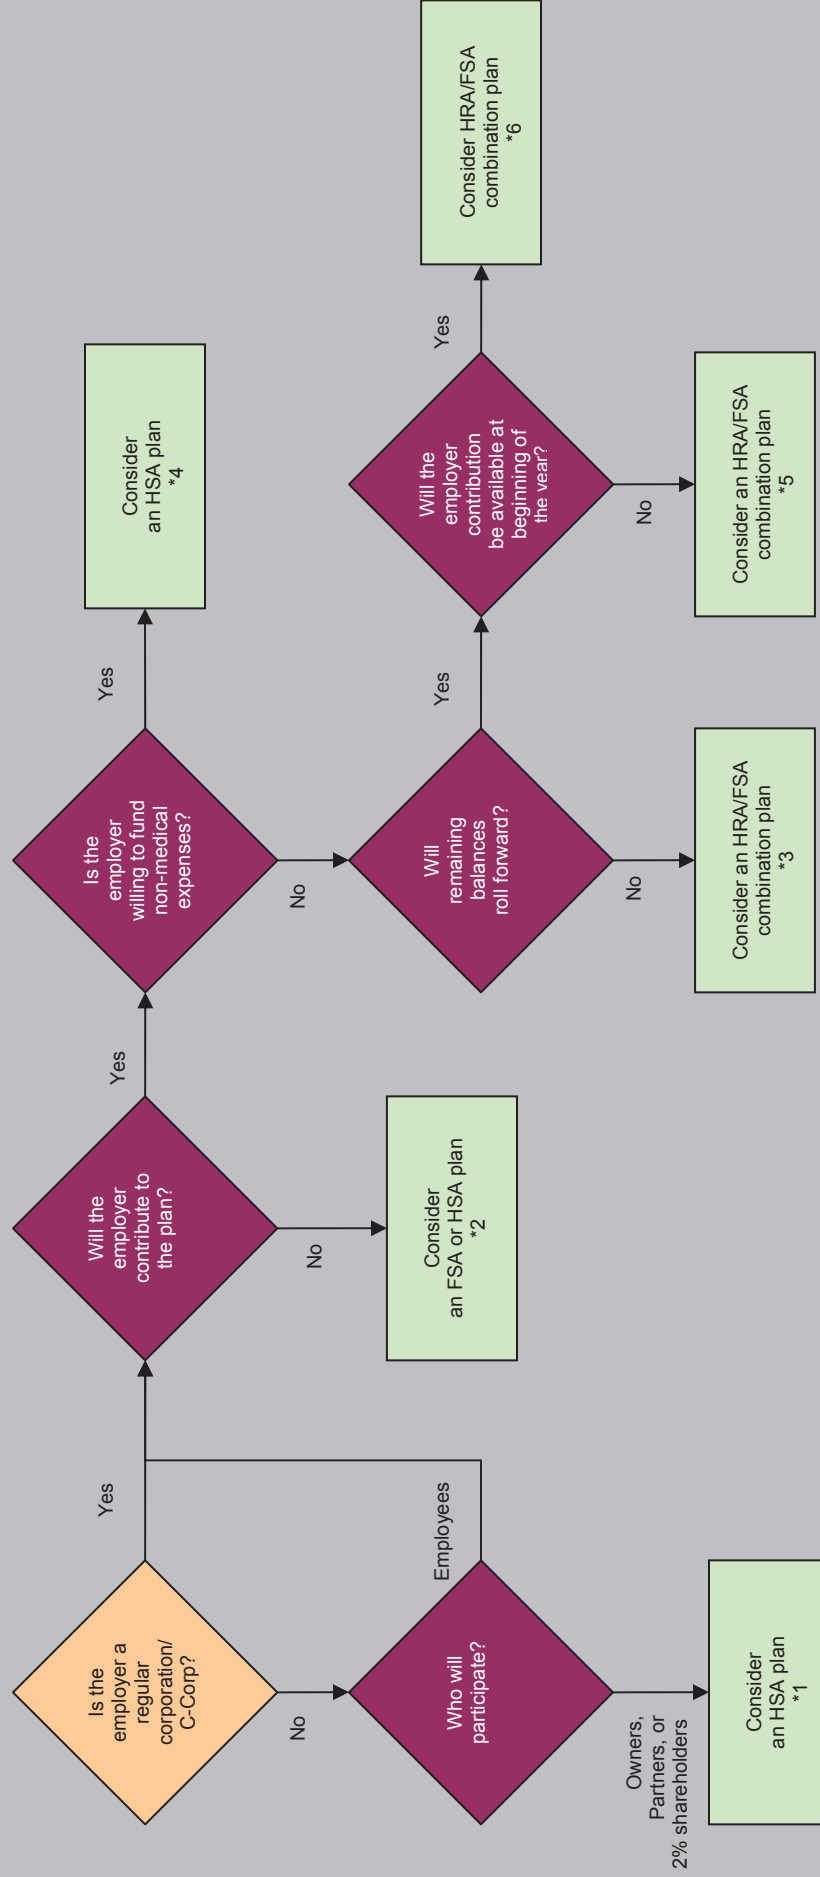 Is the
employer a
regular
corporation/
C-Corp?
Yes
No
Who will
participate?
Employees
Owners,
Partners, or
2% shareholders
Consider
an HSA plan
*1
Will the
employer
contribute to
the plan?
Yes
No
Consider
an FSA or HSA plan
*2
Is the
employer
willing to fund
non-medical
expenses?
Yes
Consider
an HSA plan
*4
No
Will
remaining
balances
roll forward?
No
Consider an HRA/FSA
combination plan
*3
Yes
Will the
employer
contribution
be available at
beginning of
the year?
No
Consider an HRA/FSA
combination plan
*5
Yes
Consider HRA/FSA
combination plan
*6